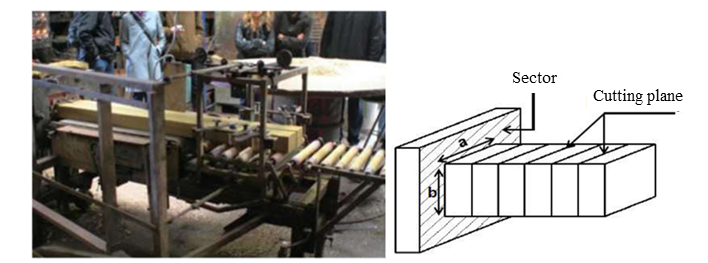 Sector
Cutting plane
a
b